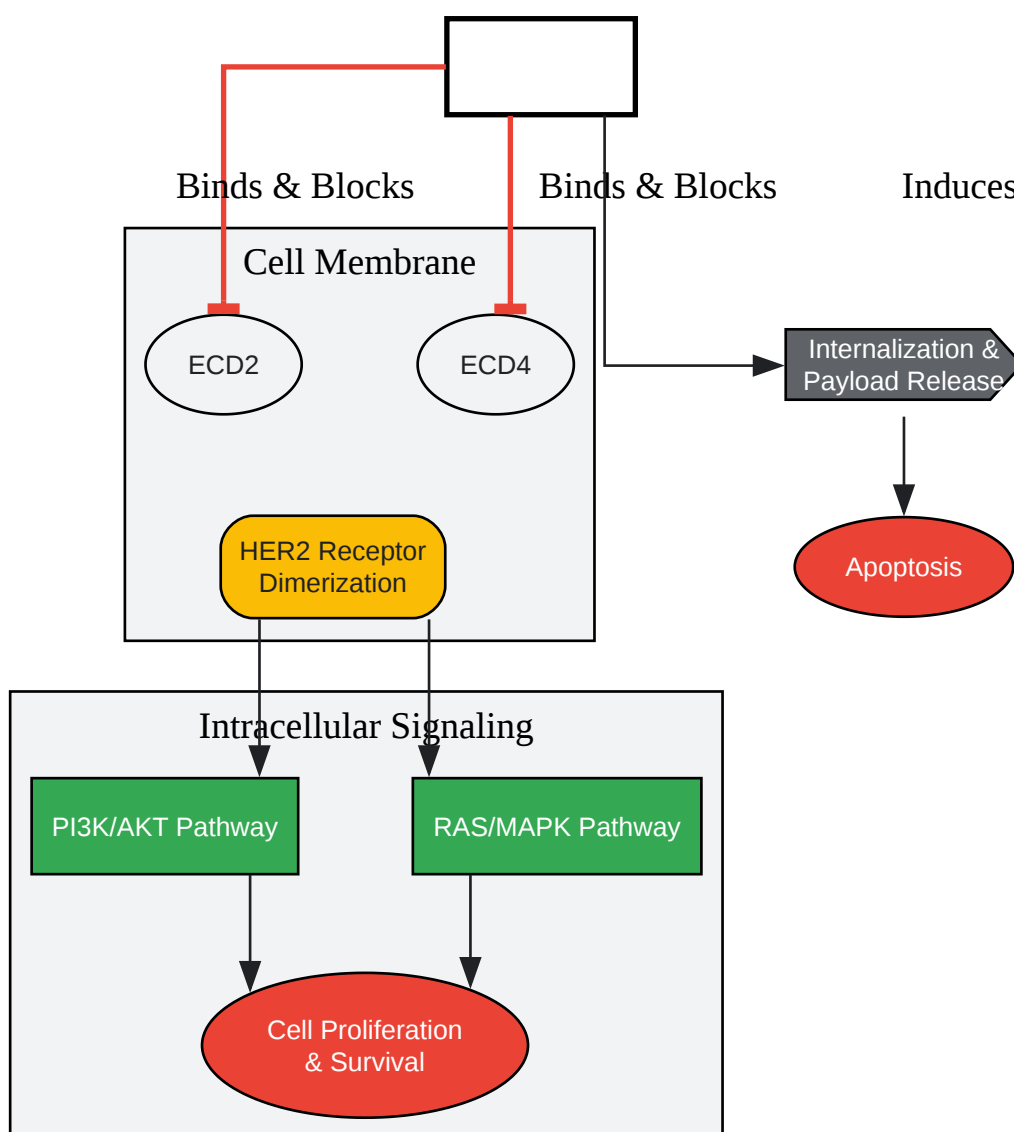 Binds & Blocks
Binds & Blocks
Induces
Cell Membrane
ECD2
ECD4
Internalization &
Payload Release
HER2 Receptor
Dimerization
Apoptosis
Intracellular Signaling
PI3K/AKT Pathway
RAS/MAPK Pathway
Cell Proliferation
& Survival